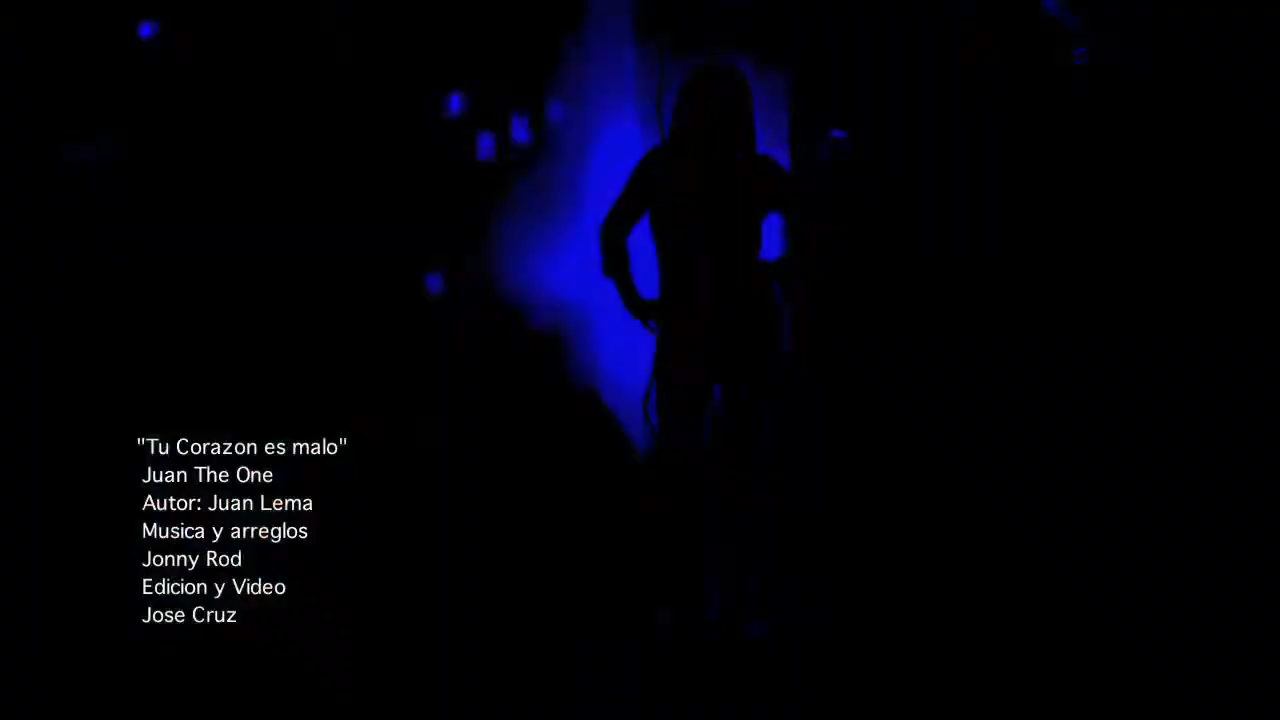 "Tu Corazon es malo"
Juan The One
Autor: Juan Lema
Musica y arreglos
Jonny Rod
Edicion y Video
Jose Cruz